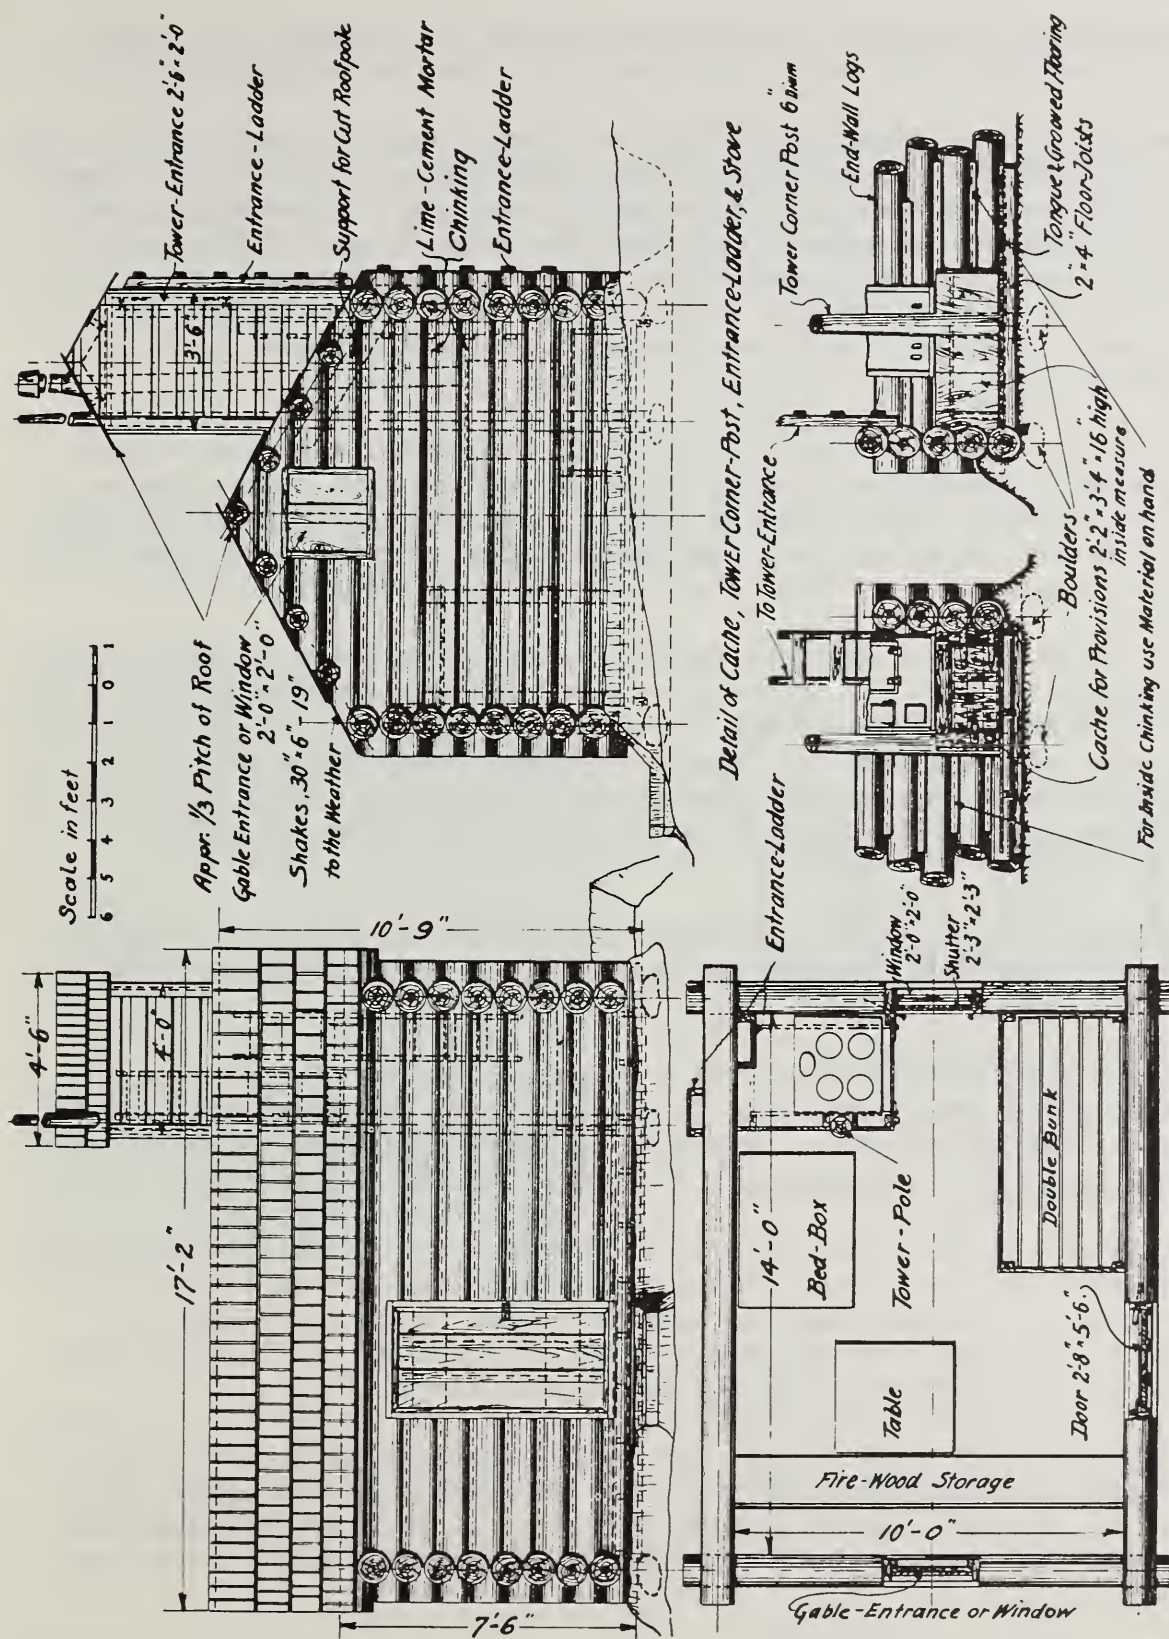 Scale in feet
6 5 4 3 2 1 0 1
4'-6"
4'-0"
17'-2"
10'-9"
7'-6"
Appr. 1/3 Pitch of Roof
Gable Entrance or Window
2'-0" × 2'-0"
Shakes, 30" × 6" - 19"
to the Weather
3'-6"
Tower-Entrance 2'-6" × 2'-0"
Entrance-Ladder
Support for Cut Roofpole
Lime-Cement Mortar
Chinking
Entrance-Ladder
Entrance-Ladder
Window
2'-0" × 2'-0"
Shutter
2'-3" × 2'-3"
14'-0"
Bed-Box
Tower-Pole
Table
Double Bunk
Door 2'-8" × 5'-6"
Fire-Wood Storage
10'-0"
Gable-Entrance or Window
Detail of Cache, Tower Corner-Post, Entrance-Ladder, & Stove
To Tower-Entrance
Tower Corner Post 6" Diam
End-Wall Logs
Tongue & Grooved Flooring
2" × 4" Floor-Joists
Boulders
Cache for Provisions 2'-2" × 3'-4" × 16" high
inside measure
For Inside Chinking use Material on hand